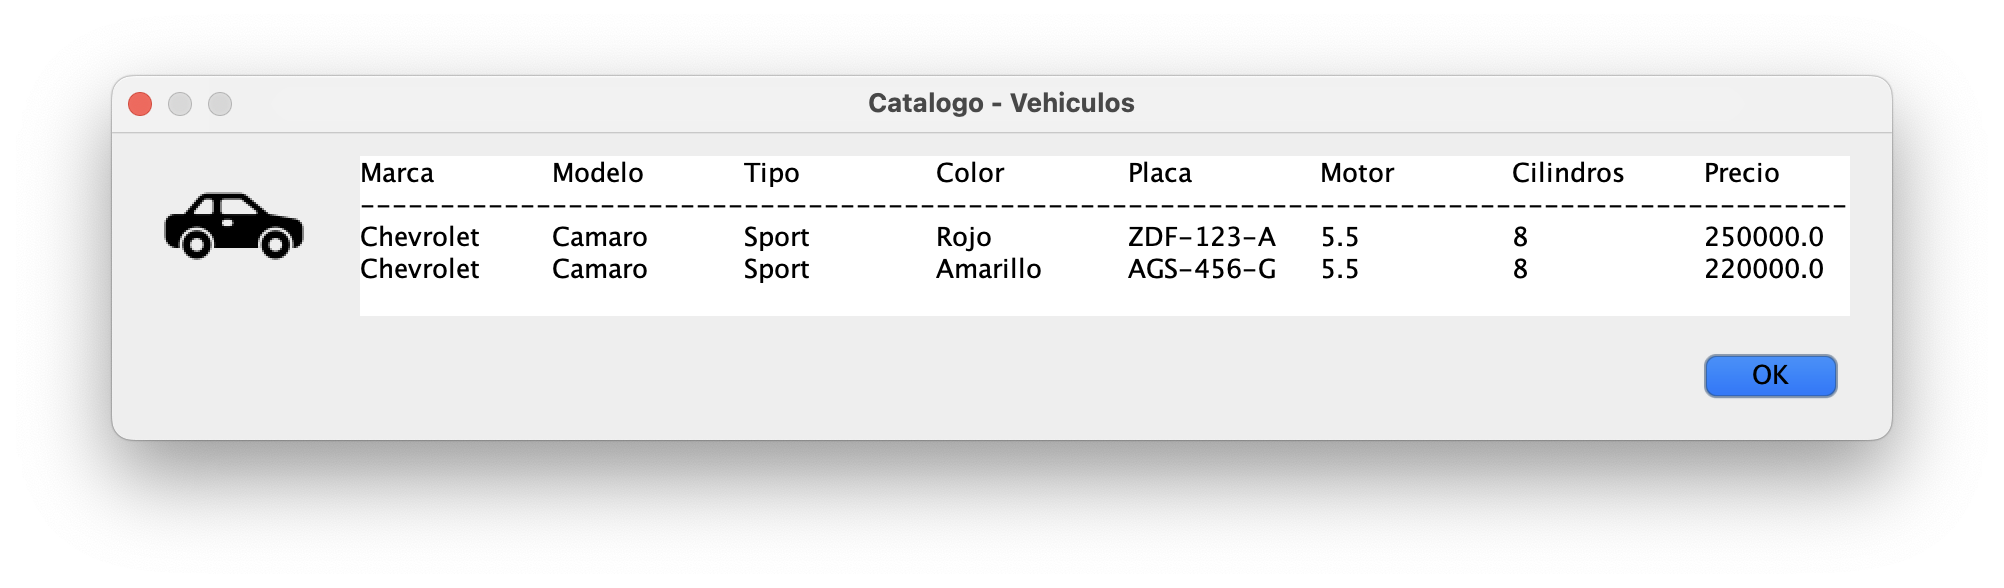 Catalogo - Vehiculos
Marca Modelo Tipo Color Placa Motor Cilindros Precio
---------------------------------------------------------------------------------------------
Chevrolet Camaro Sport Rojo ZDF-123-A 5.5 8 250000.0
Chevrolet Camaro Sport Amarillo AGS-456-G 5.5 8 220000.0
OK